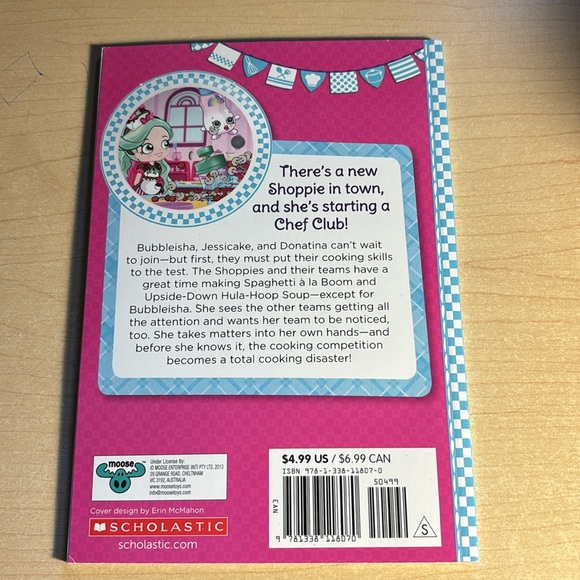 There's a new
Shoppie in town,
and she's starting a
Chef Club!
Bubbleisha, Jessicake, and Donatina can't wait
to join—but first, they must put their cooking skills
to the test. The Shoppies and their teams have a
great time making Spaghetti à la Boom and
Upside-Down Hula-Hoop Soup—except for
Bubbleisha. She sees the other teams getting all
the attention and wants her team to be noticed,
too. She takes matters into her own hands—and
before she knows it, the cooking competition
becomes a total cooking disaster!
moose™
Under License By:
© MOOSE ENTERPRISE (INT) PTY LTD, 2013
29 GRANGE ROAD, CHELTNHAM
VIC 3192, AUSTRALIA
www.moosetoys.com
info@moosetoys.com
Cover design by Erin McMahon
SCHOLASTIC
scholastic.com
$4.99 US / $6.99 CAN
ISBN 978-1-338-11807-0
50499
EAN
9 781338 118070
S